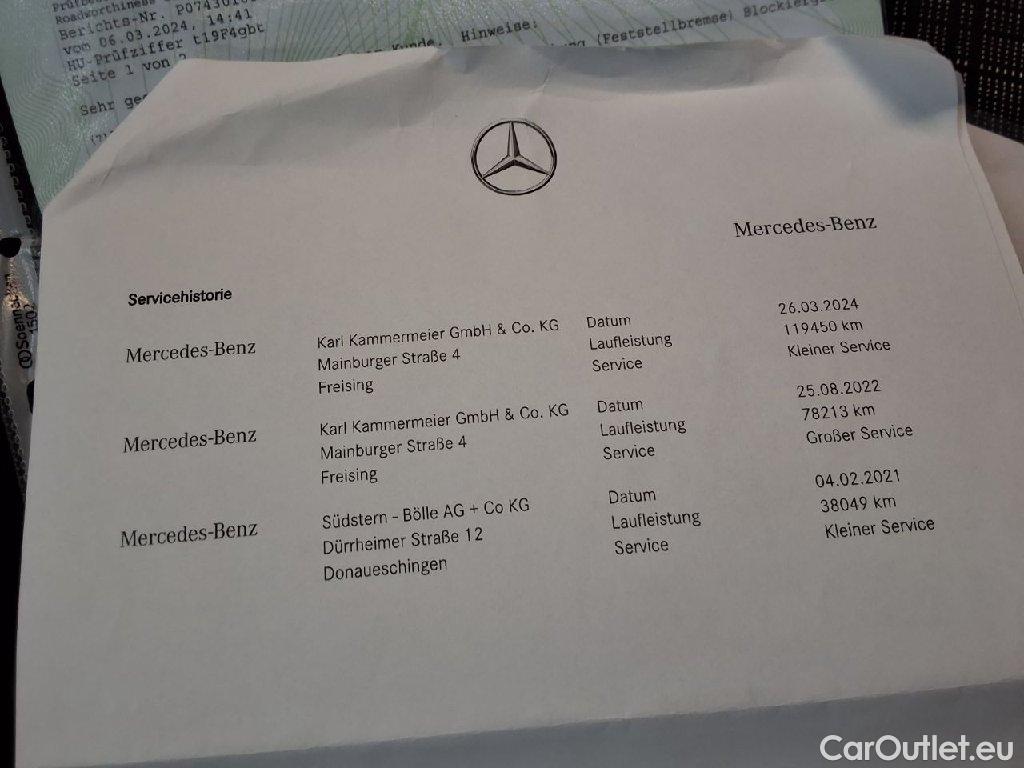 Roadworthiness
Berichts-Nr.
vom 06.03.2024, 14:41
HU-Prüfziffer t19P4gbt
Seite 1 von 2
Hinweise:
(Feststellbremse)
Sehr
Mercedes-Benz
Servicehistorie
Mercedes-Benz
Karl Kammermeier GmbH & Co. KG
Mainburger Straße 4
Freising
Datum
Laufleistung
Service
26.03.2024
119450 km
Kleiner Service
Mercedes-Benz
Karl Kammermeier GmbH & Co. KG
Mainburger Straße 4
Freising
Datum
Laufleistung
Service
25.08.2022
78213 km
Großer Service
Mercedes-Benz
Südstern - Bölle AG + Co KG
Dürrheimer Straße 12
Donaueschingen
Datum
Laufleistung
Service
04.02.2021
38049 km
Kleiner Service
CarOutlet.eu